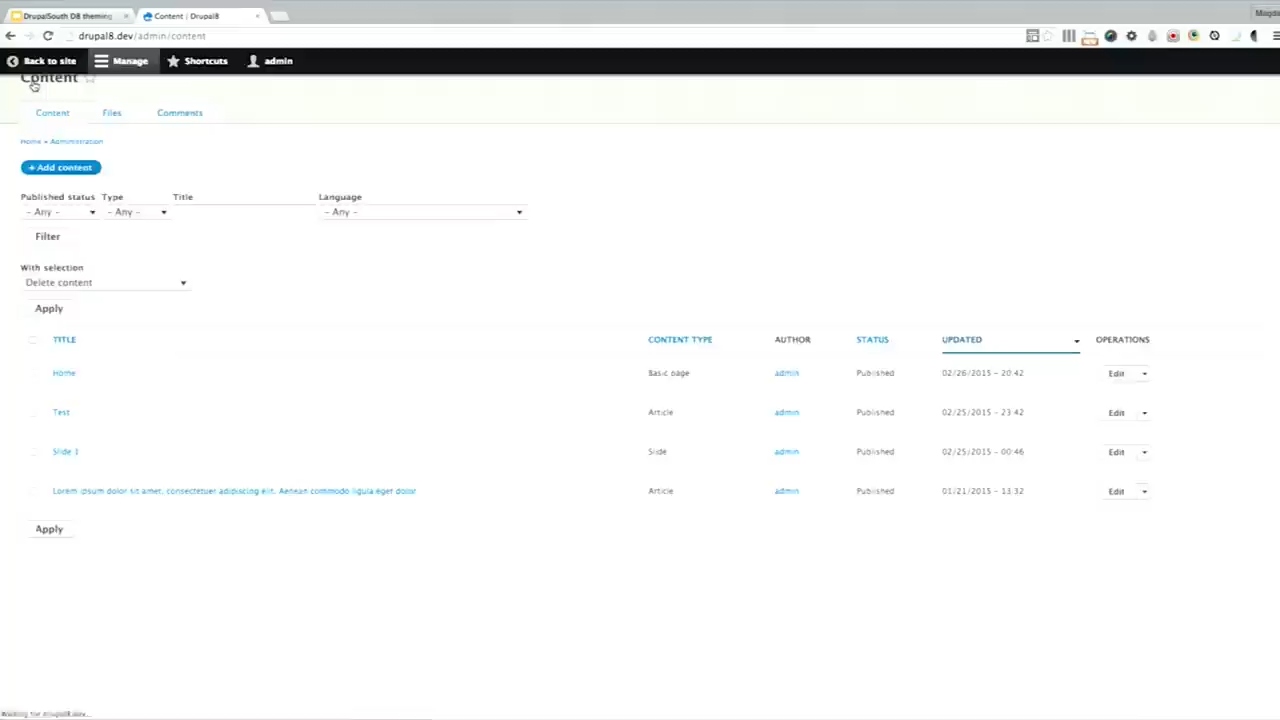 DrupalSouth D8 theming
Content | Drupal8
drupal8.dev/admin/content
Back to site Manage Shortcuts admin
Content
Content Files Comments
Home » Administration
+ Add content
Published status Type Title Language
- Any - - Any - - Any -
Filter
With selection
Delete content
Apply
TITLE CONTENT TYPE AUTHOR STATUS UPDATED OPERATIONS
Home Basic page admin Published 02/26/2015 - 20:42 Edit
Test Article admin Published 02/25/2015 - 23:42 Edit
Slide 1 Slide admin Published 02/25/2015 - 00:46 Edit
Lorem ipsum dolor sit amet, consectetuer adipiscing elit. Aenean commodo ligula eget dolor Article admin Published 01/21/2015 - 13:32 Edit
Apply
Waiting for drupal8.dev...